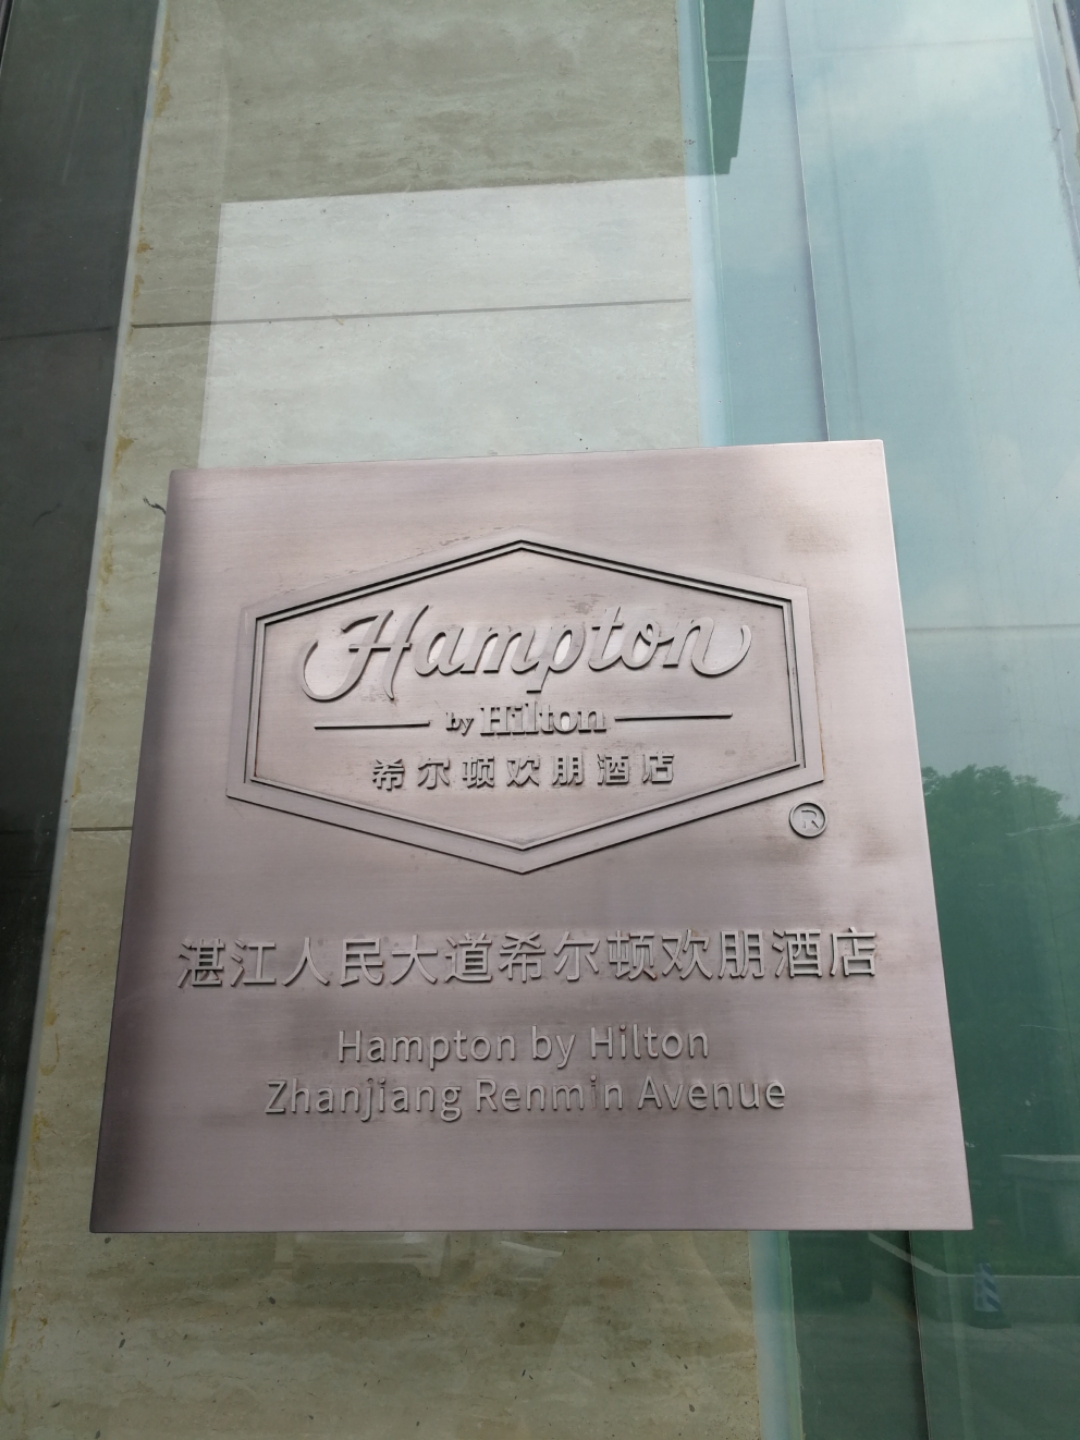 Hampton
by Hilton
希尔顿欢朋酒店
®
湛江人民大道希尔顿欢朋酒店
Hampton by Hilton
Zhanjiang Renmin Avenue